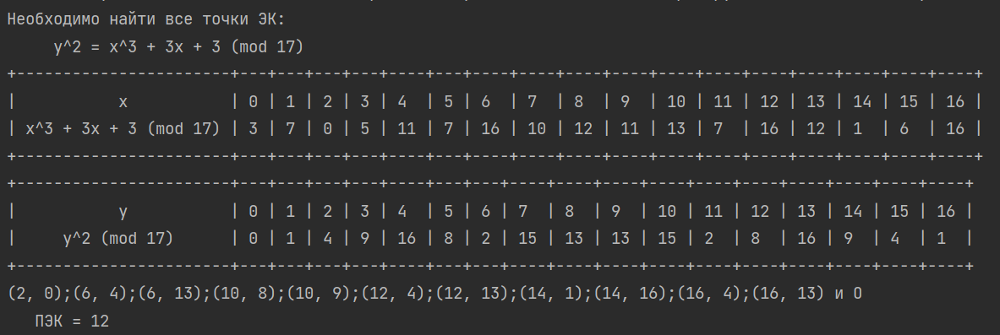 Необходимо найти все точки ЭК:
y^2 = x^3 + 3x + 3 (mod 17)
+-----------------------+---+---+---+---+----+---+----+----+----+----+----+----+----+----+----+----+----+
| x | 0 | 1 | 2 | 3 | 4 | 5 | 6 | 7 | 8 | 9 | 10 | 11 | 12 | 13 | 14 | 15 | 16 |
| x^3 + 3x + 3 (mod 17) | 3 | 7 | 0 | 5 | 11 | 7 | 16 | 10 | 12 | 11 | 13 | 7 | 16 | 12 | 1 | 6 | 16 |
+-----------------------+---+---+---+---+----+---+----+----+----+----+----+----+----+----+----+----+----+
+-----------------------+---+---+---+---+----+---+---+----+----+----+----+----+----+----+----+----+----+
| y | 0 | 1 | 2 | 3 | 4 | 5 | 6 | 7 | 8 | 9 | 10 | 11 | 12 | 13 | 14 | 15 | 16 |
| y^2 (mod 17) | 0 | 1 | 4 | 9 | 16 | 8 | 2 | 15 | 13 | 13 | 15 | 2 | 8 | 16 | 9 | 4 | 1 |
+-----------------------+---+---+---+---+----+---+---+----+----+----+----+----+----+----+----+----+----+
(2, 0);(6, 4);(6, 13);(10, 8);(10, 9);(12, 4);(12, 13);(14, 1);(14, 16);(16, 4);(16, 13) и О
ПЭК = 12